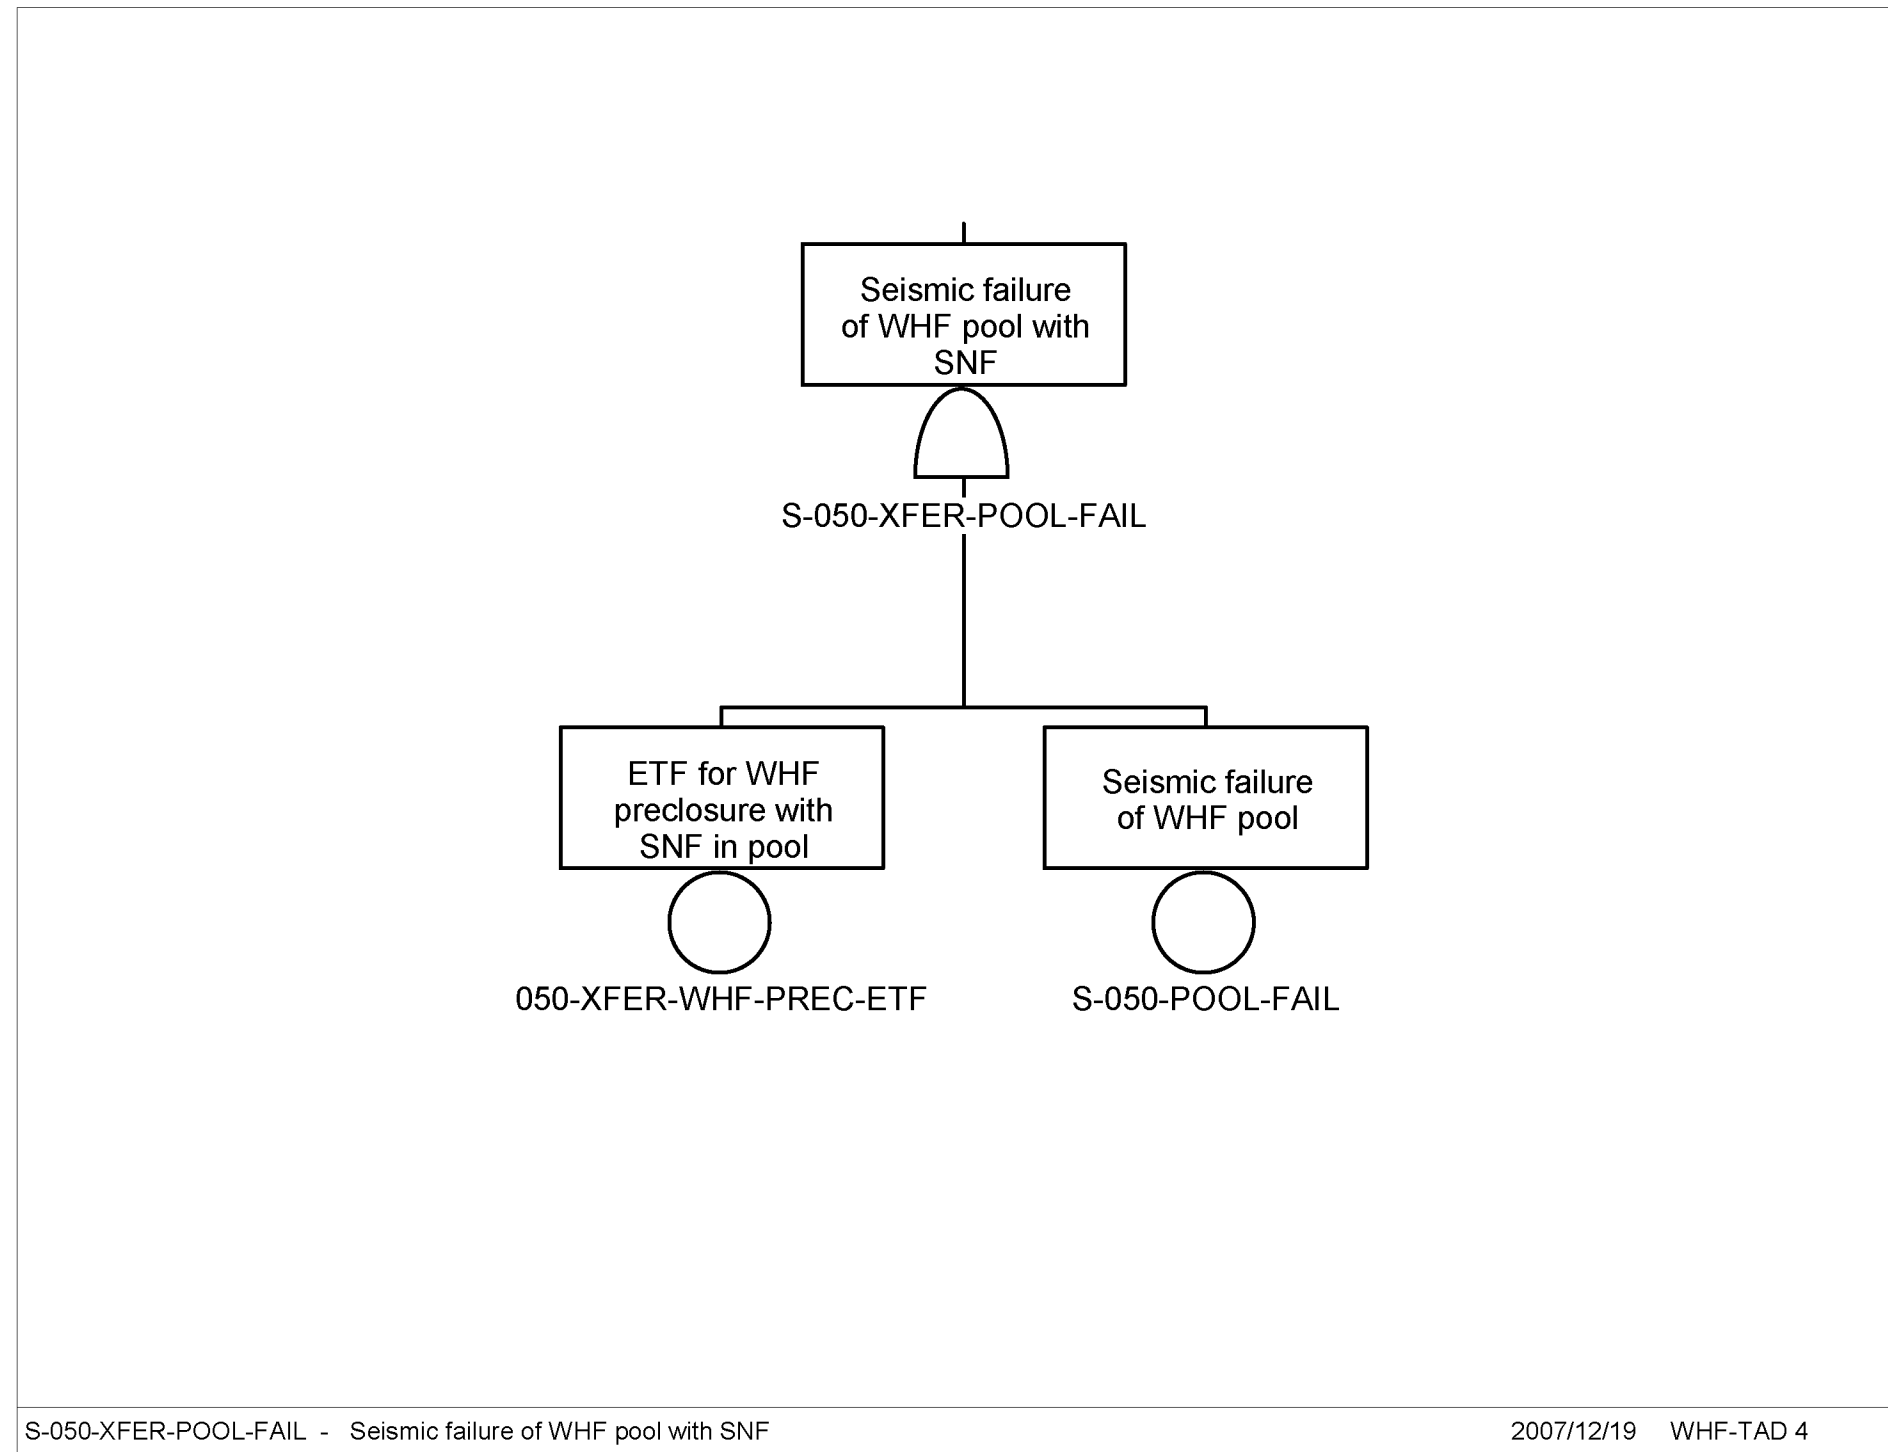 Seismic failure
of WHF pool with
SNF
S-050-XFER-POOL-FAIL
ETF for WHF
preclosure with
SNF in pool
050-XFER-WHF-PREC-ETF
Seismic failure
of WHF pool
S-050-POOL-FAIL
S-050-XFER-POOL-FAIL - Seismic failure of WHF pool with SNF
2007/12/19 WHF-TAD 4